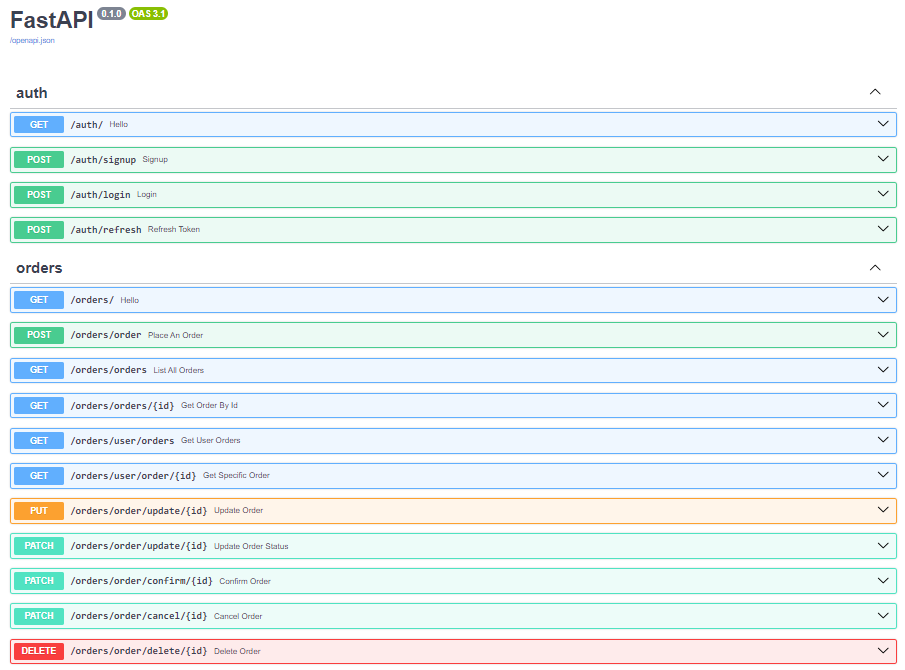 FastAPI 0.1.0 OAS 3.1
/openapi.json
auth
GET /auth/ Hello
POST /auth/signup Signup
POST /auth/login Login
POST /auth/refresh Refresh Token
orders
GET /orders/ Hello
POST /orders/order Place An Order
GET /orders/orders List All Orders
GET /orders/orders/{id} Get Order By Id
GET /orders/user/orders Get User Orders
GET /orders/user/order/{id} Get Specific Order
PUT /orders/order/update/{id} Update Order
PATCH /orders/order/update/{id} Update Order Status
PATCH /orders/order/confirm/{id} Confirm Order
PATCH /orders/order/cancel/{id} Cancel Order
DELETE /orders/order/delete/{id} Delete Order